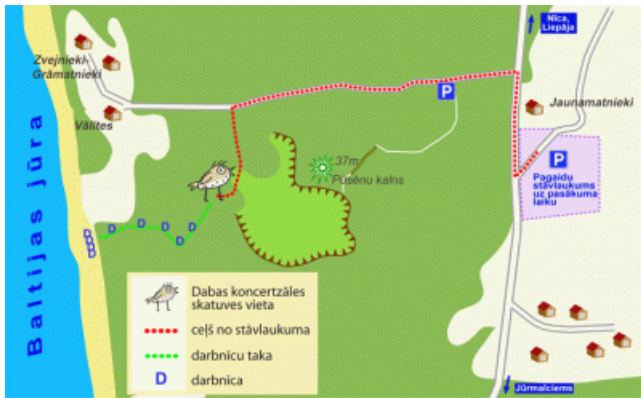 Nīca,
Liepāja
Zvejnieki-
Grāmatnieki
P
Jaunamatnieki
Vālītes
37m
Pūsēnu kalns
P
Pagaidu
stāvlaukums
uz pasākuma
laiku
Baltijas jūra
D
D
D
D
D
D
D
D
D
Dabas koncertzāles
skatuves vieta
ceļš no stāvlaukuma
darbnīcu taka
D
darbnīca
Jūrmalciems